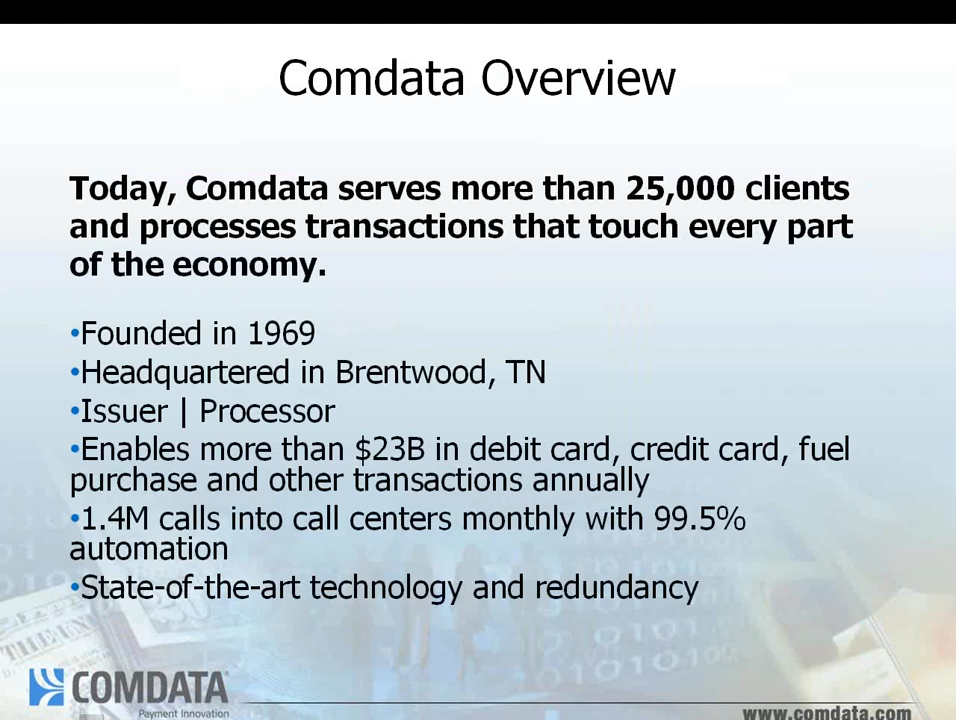 Comdata Overview
Today, Comdata serves more than 25,000 clients
and processes transactions that touch every part
of the economy.
•Founded in 1969
•Headquartered in Brentwood, TN
•Issuer | Processor
•Enables more than $23B in debit card, credit card, fuel
purchase and other transactions annually
•1.4M calls into call centers monthly with 99.5%
automation
•State-of-the-art technology and redundancy
COMDATA
Payment Innovation
www.comdata.com